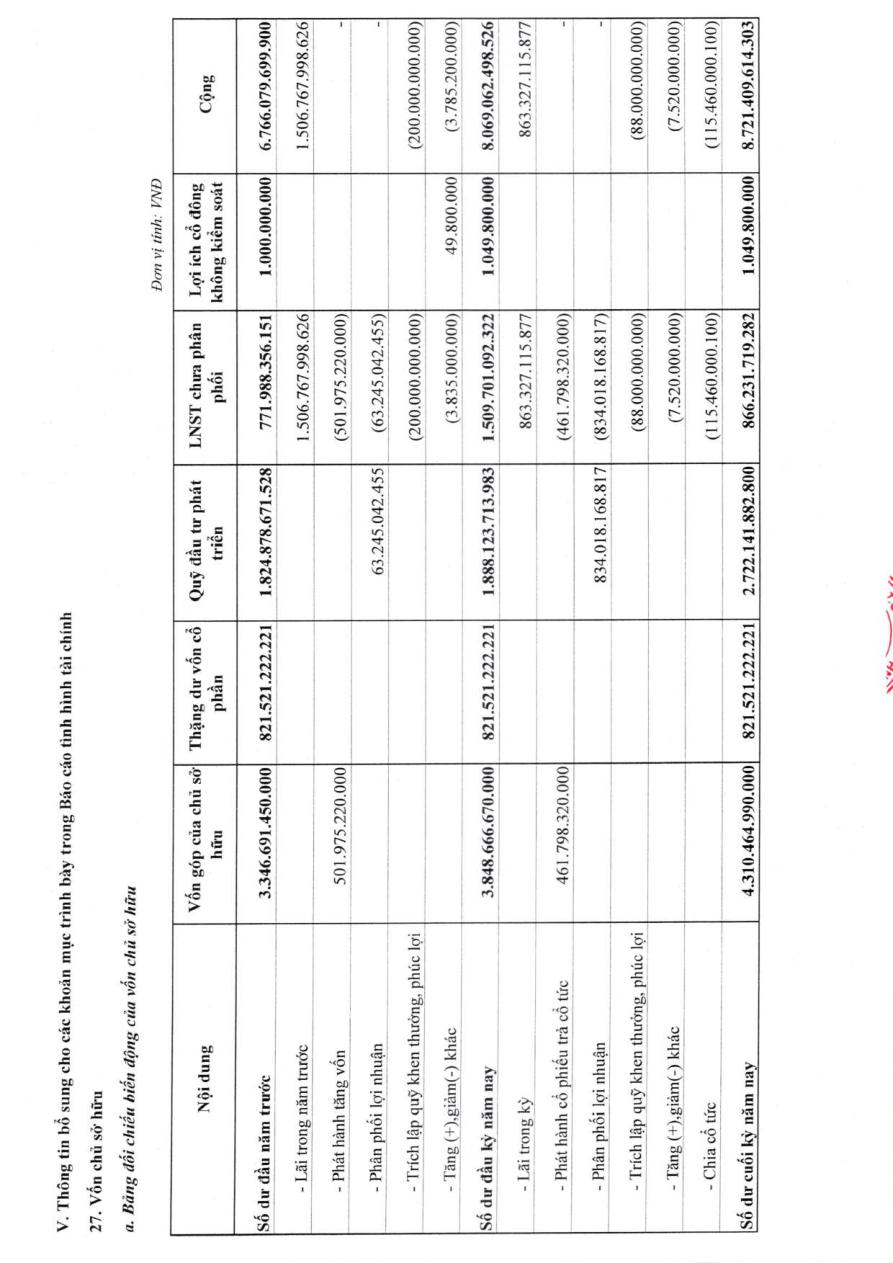 V. Thông tin bổ sung cho các khoản mục trình bày trong Báo cáo tình hình tài chính
27. Vốn chủ sở hữu
a. Bảng đối chiếu biến động của vốn chủ sở hữu
Đơn vị tính: VNĐ
Nội dung Vốn góp của chủ sở hữu Thặng dư vốn cổ phần Quỹ đầu tư phát triển LNST chưa phân phối Lợi ích cổ đông không kiểm soát Cộng
Số dư đầu năm trước 3.346.691.450.000 821.521.222.221 1.824.878.671.528 771.988.356.151 1.000.000.000 6.766.079.699.900
- Lãi trong năm trước 1.506.767.998.626 1.506.767.998.626
- Phát hành tăng vốn 501.975.220.000 (501.975.220.000) -
- Phân phối lợi nhuận 63.245.042.455 (63.245.042.455) -
- Trích lập quỹ khen thưởng, phúc lợi (200.000.000.000) (200.000.000.000)
- Tăng (+),giảm(-) khác (3.835.000.000) 49.800.000 (3.785.200.000)
Số dư đầu kỳ năm nay 3.848.666.670.000 821.521.222.221 1.888.123.713.983 1.509.701.092.322 1.049.800.000 8.069.062.498.526
- Lãi trong kỳ 863.327.115.877 863.327.115.877
- Phát hành cổ phiếu trả cổ tức 461.798.320.000 (461.798.320.000) -
- Phân phối lợi nhuận 834.018.168.817 (834.018.168.817) -
- Trích lập quỹ khen thưởng, phúc lợi (88.000.000.000) (88.000.000.000)
- Tăng (+),giảm(-) khác (7.520.000.000) (7.520.000.000)
- Chia cổ tức (115.460.000.100) (115.460.000.100)
Số dư cuối kỳ năm nay 4.310.464.990.000 821.521.222.221 2.722.141.882.800 866.231.719.282 1.049.800.000 8.721.409.614.303